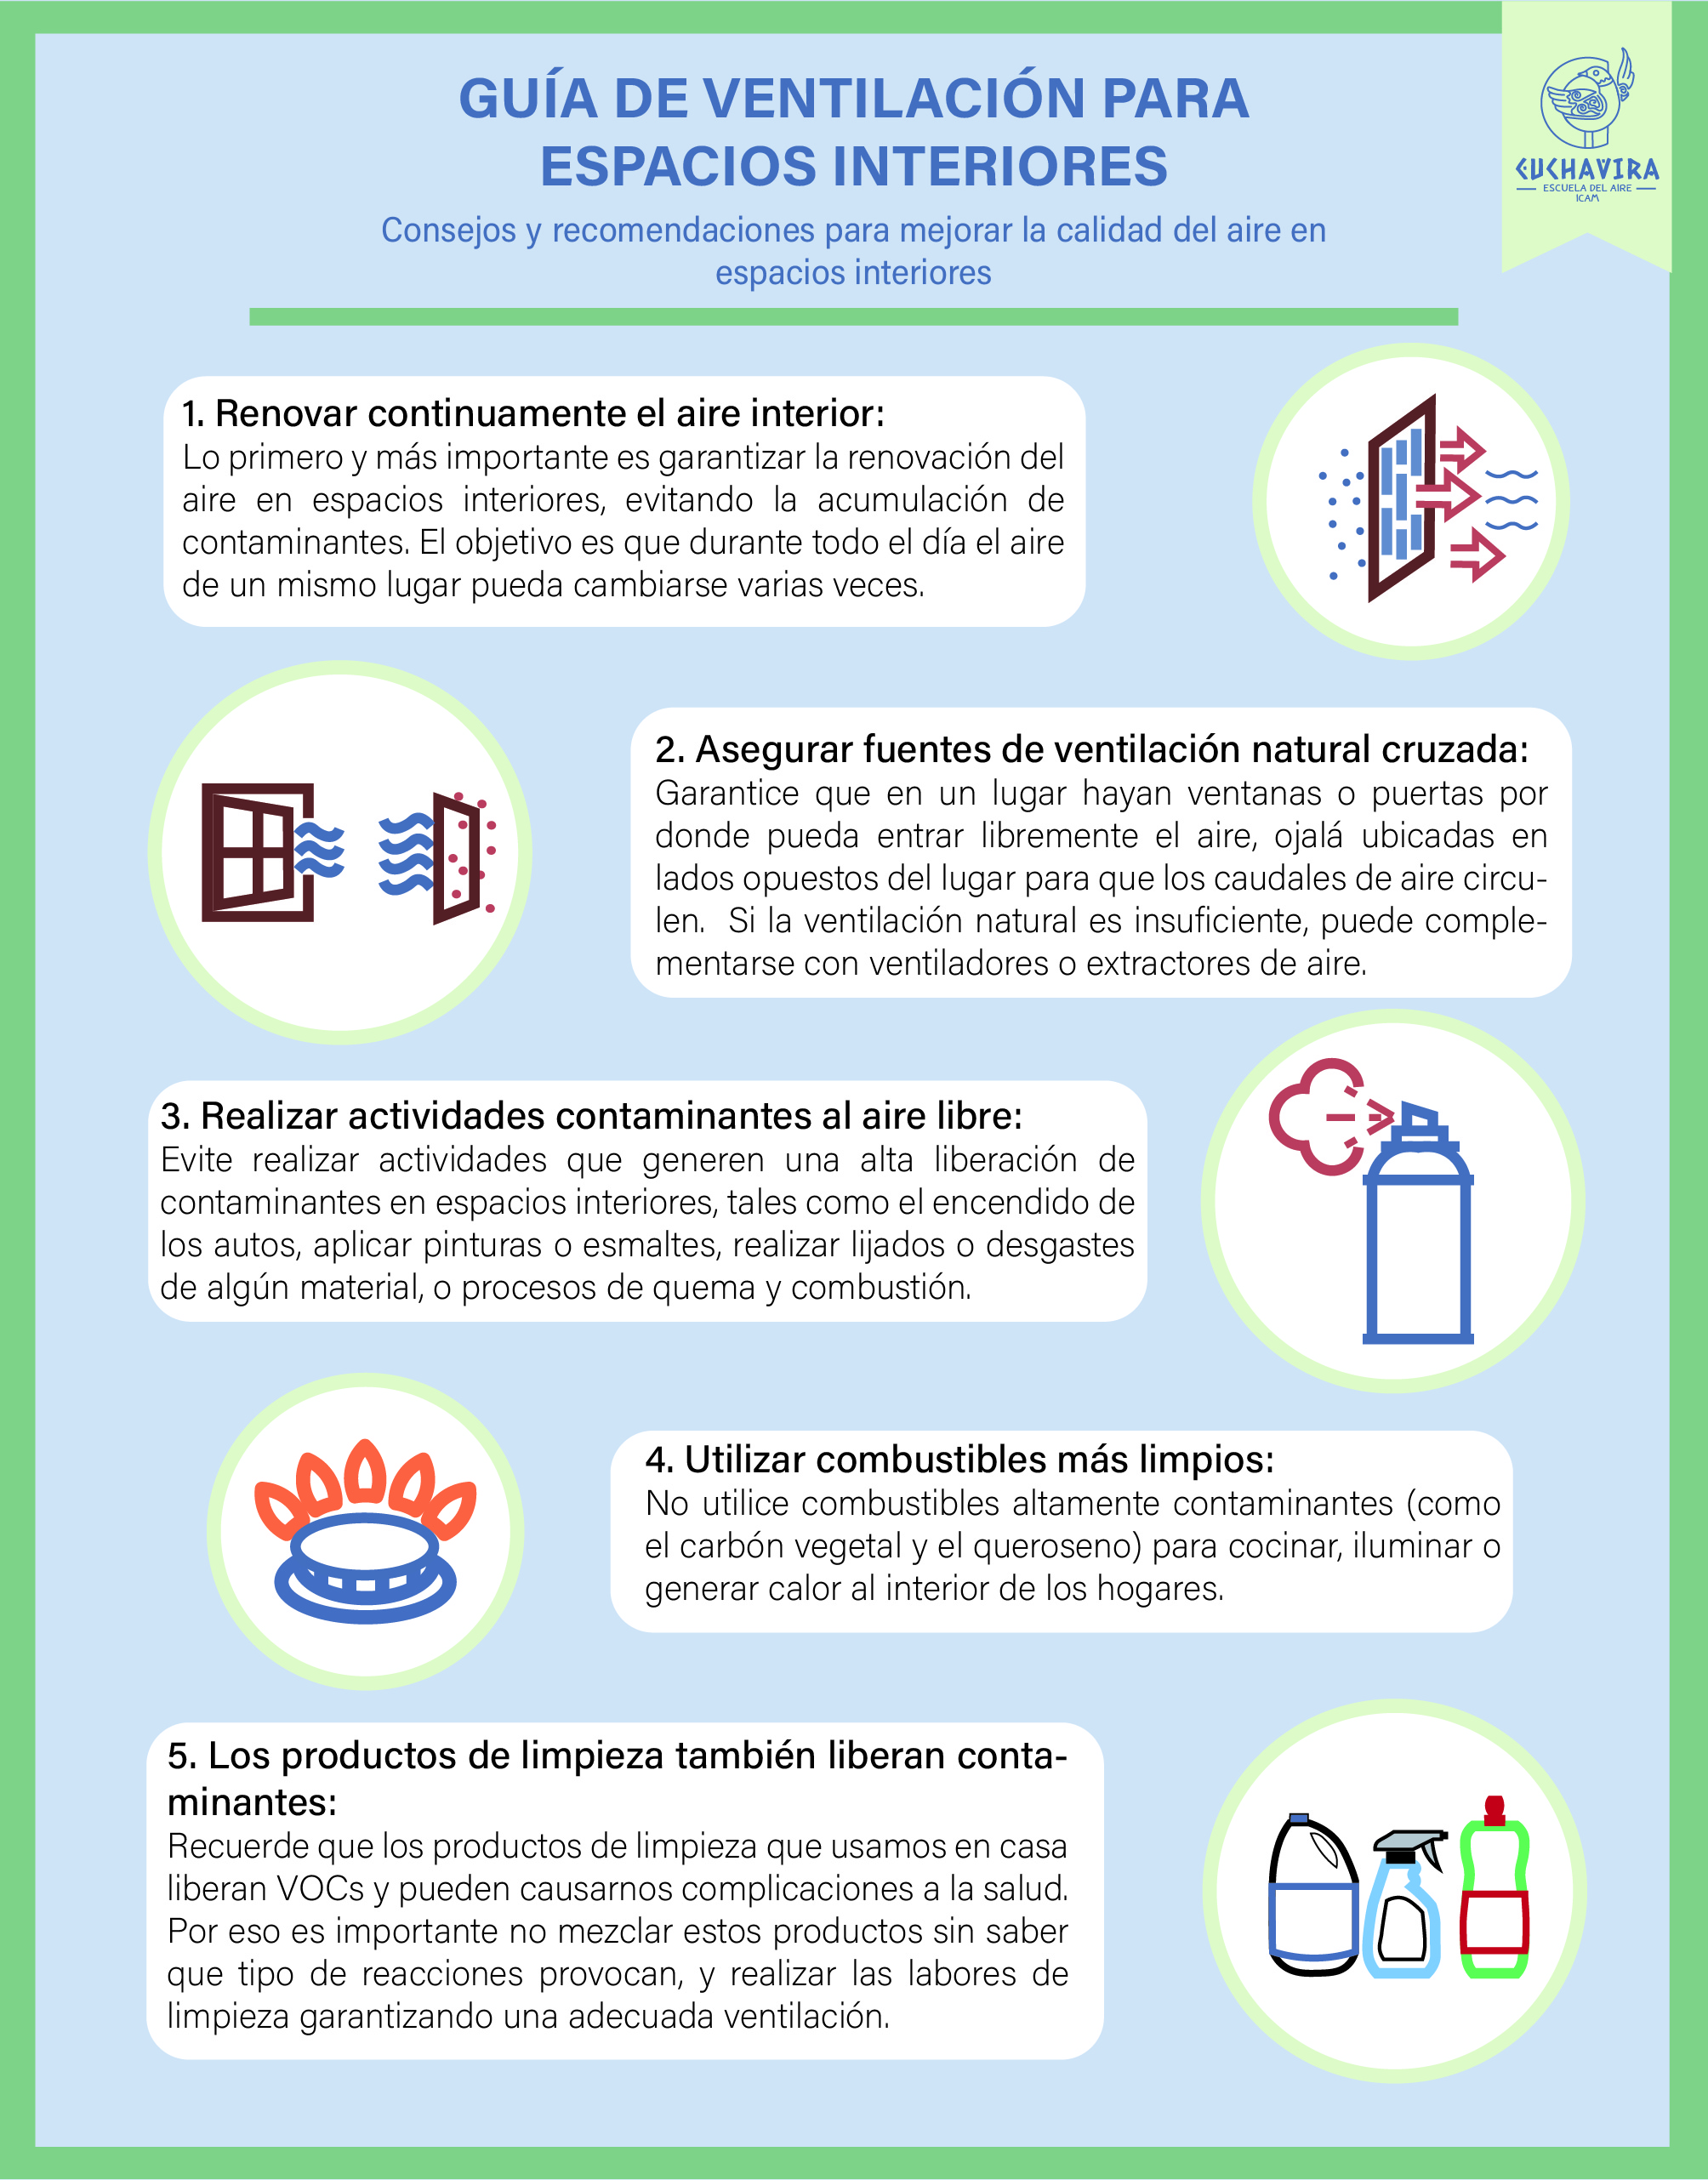 GUÍA DE VENTILACIÓN PARA
ESPACIOS INTERIORES
Consejos y recomendaciones para mejorar la calidad del aire en
espacios interiores
CUCHAVIRA
ESCUELA DEL AIRE
ICAM
1. Renovar continuamente el aire interior:
Lo primero y más importante es garantizar la renovación del
aire en espacios interiores, evitando la acumulación de
contaminantes. El objetivo es que durante todo el día el aire
de un mismo lugar pueda cambiarse varias veces.
2. Asegurar fuentes de ventilación natural cruzada:
Garantice que en un lugar hayan ventanas o puertas por
donde pueda entrar libremente el aire, ojalá ubicadas en
lados opuestos del lugar para que los caudales de aire circu-
len. Si la ventilación natural es insuficiente, puede comple-
mentarse con ventiladores o extractores de aire.
3. Realizar actividades contaminantes al aire libre:
Evite realizar actividades que generen una alta liberación de
contaminantes en espacios interiores, tales como el encendido de
los autos, aplicar pinturas o esmaltes, realizar lijados o desgastes
de algún material, o procesos de quema y combustión.
4. Utilizar combustibles más limpios:
No utilice combustibles altamente contaminantes (como
el carbón vegetal y el queroseno) para cocinar, iluminar o
generar calor al interior de los hogares.
5. Los productos de limpieza también liberan conta-
minantes:
Recuerde que los productos de limpieza que usamos en casa
liberan VOCs y pueden causarnos complicaciones a la salud.
Por eso es importante no mezclar estos productos sin saber
que tipo de reacciones provocan, y realizar las labores de
limpieza garantizando una adecuada ventilación.